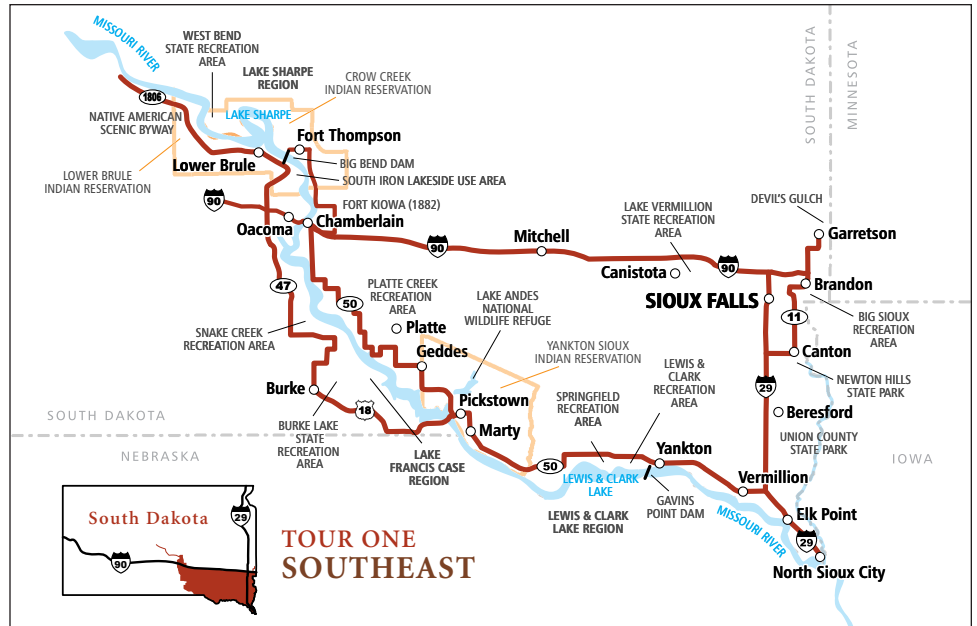 MISSOURI RIVER
WEST BEND
STATE RECREATION
AREA
LAKE SHARPE
REGION
CROW CREEK
INDIAN RESERVATION
1806
NATIVE AMERICAN
SCENIC BYWAY
LAKE SHARPE
Fort Thompson
Lower Brule
BIG BEND DAM
LOWER BRULE
INDIAN RESERVATION
SOUTH IRON LAKESIDE USE AREA
90
FORT KIOWA (1882)
Oacoma
Chamberlain
90
Mitchell
LAKE VERMILLION
STATE RECREATION
AREA
SOUTH DAKOTA
MINNESOTA
DEVIL'S GULCH
Garretson
Canistota
90
Brandon
SIOUX FALLS
47
50
PLATTE CREEK
RECREATION
AREA
LAKE ANDES
NATIONAL
WILDLIFE REFUGE
11
BIG SIOUX
RECREATION
AREA
SNAKE CREEK
RECREATION AREA
Platte
Geddes
YANKTON SIOUX
INDIAN RESERVATION
LEWIS &
CLARK
RECREATION
AREA
Canton
NEWTON HILLS
STATE PARK
29
Burke
18
Pickstown
SPRINGFIELD
RECREATION
AREA
Beresford
SOUTH DAKOTA
NEBRASKA
BURKE LAKE
STATE
RECREATION
AREA
Marty
UNION COUNTY
STATE PARK
IOWA
LAKE
FRANCIS CASE
REGION
50
Yankton
LEWIS & CLARK
LAKE
Vermillion
GAVINS
POINT DAM
LEWIS & CLARK
LAKE REGION
MISSOURI RIVER
Elk Point
29
North Sioux City
South Dakota
29
90
TOUR ONE
SOUTHEAST